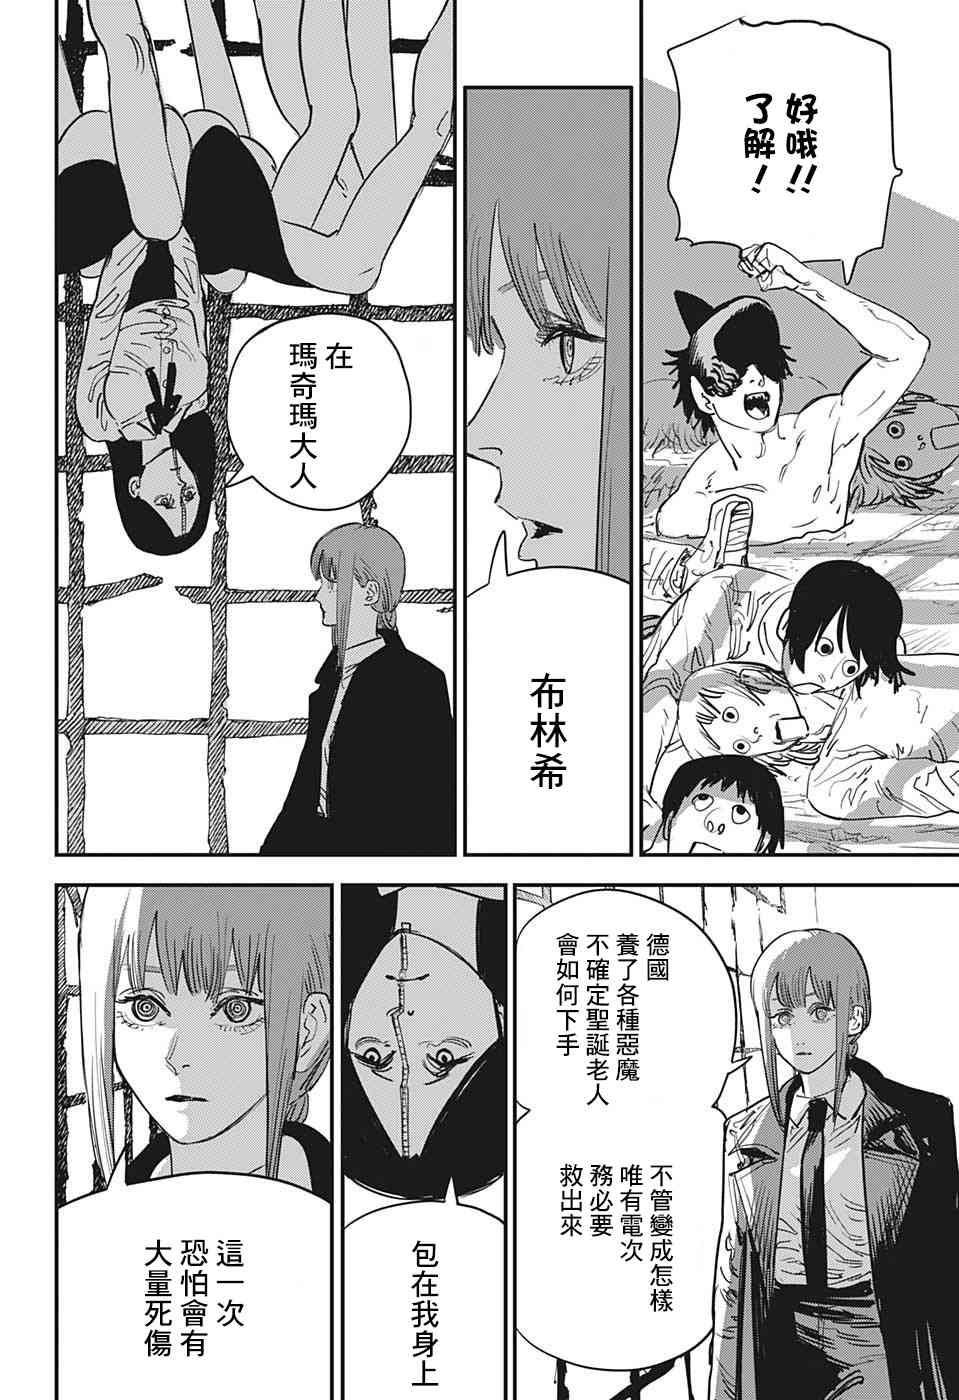 好哦!!
了解！
布林希
在
瑪奇瑪大人
德國
養了各種惡魔
不確定聖誕老人
會如何下手
不管變成怎樣
唯有電次
務必要
救出來
包在我身上
這一次
恐怕會有
大量死傷